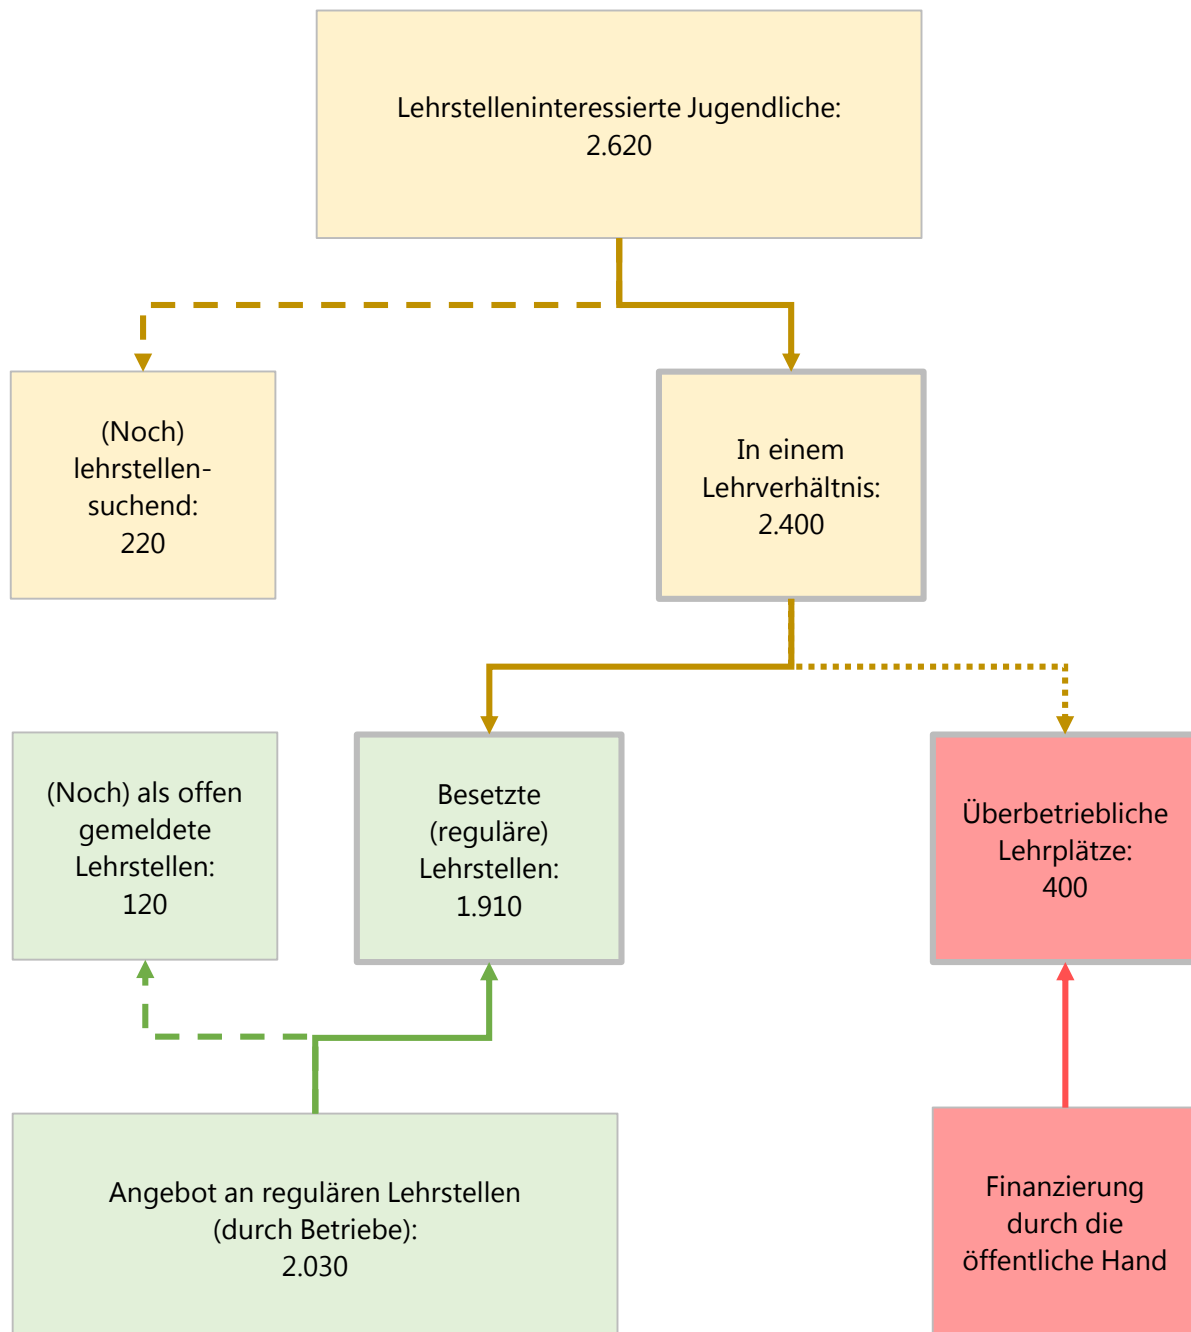 Lehrstelleninteressierte Jugendliche:
2.620
(Noch)
lehrstellen-
suchend:
220
In einem
Lehrverhältnis:
2.400
(Noch) als offen
gemeldete
Lehrstellen:
120
Besetzte
(reguläre)
Lehrstellen:
1.910
Überbetriebliche
Lehrplätze:
400
Angebot an regulären Lehrstellen
(durch Betriebe):
2.030
Finanzierung
durch die
öffentliche Hand